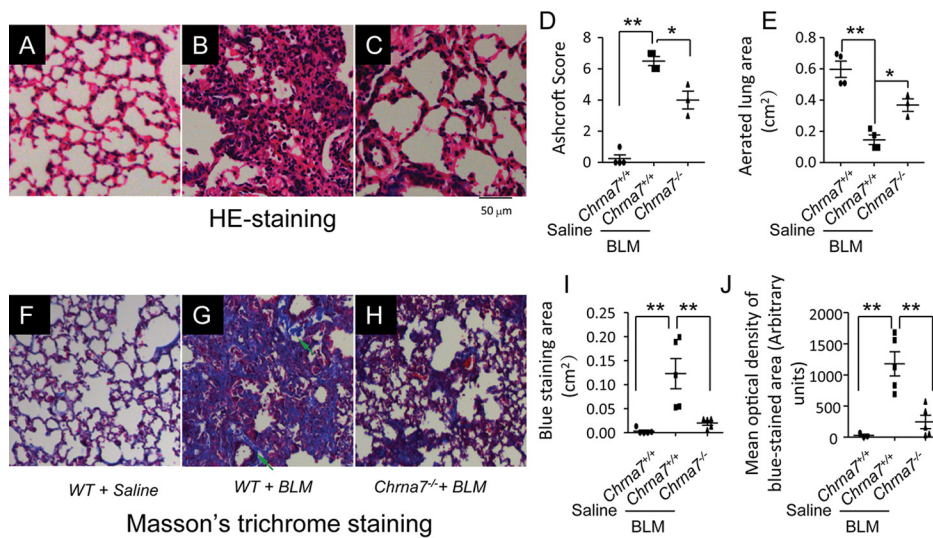 A
B
C
50 μm
HE-staining
D
Ashcroft Score
8
6
4
2
0
**
*
Chrna7+/+
Chrna7+/+
Chrna7-/-
Saline
BLM
E
Aerated lung area
(cm2)
0.8
0.6
0.4
0.2
0.0
**
*
Chrna7+/+
Chrna7+/+
Chrna7-/-
Saline
BLM
F
G
H
WT + Saline
WT + BLM
Chrna7-/-+ BLM
Masson's trichrome staining
I
Blue staining area
(cm2)
0.25
0.20
0.15
0.10
0.05
0.00
**
**
Chrna7+/+
Chrna7+/+
Chrna7-/-
Saline
BLM
J
Mean optical density of
blue-stained area (Arbitrary
units)
2000
1500
1000
500
0
**
**
Chrna7+/+
Chrna7+/+
Chrna7-/-
Saline
BLM